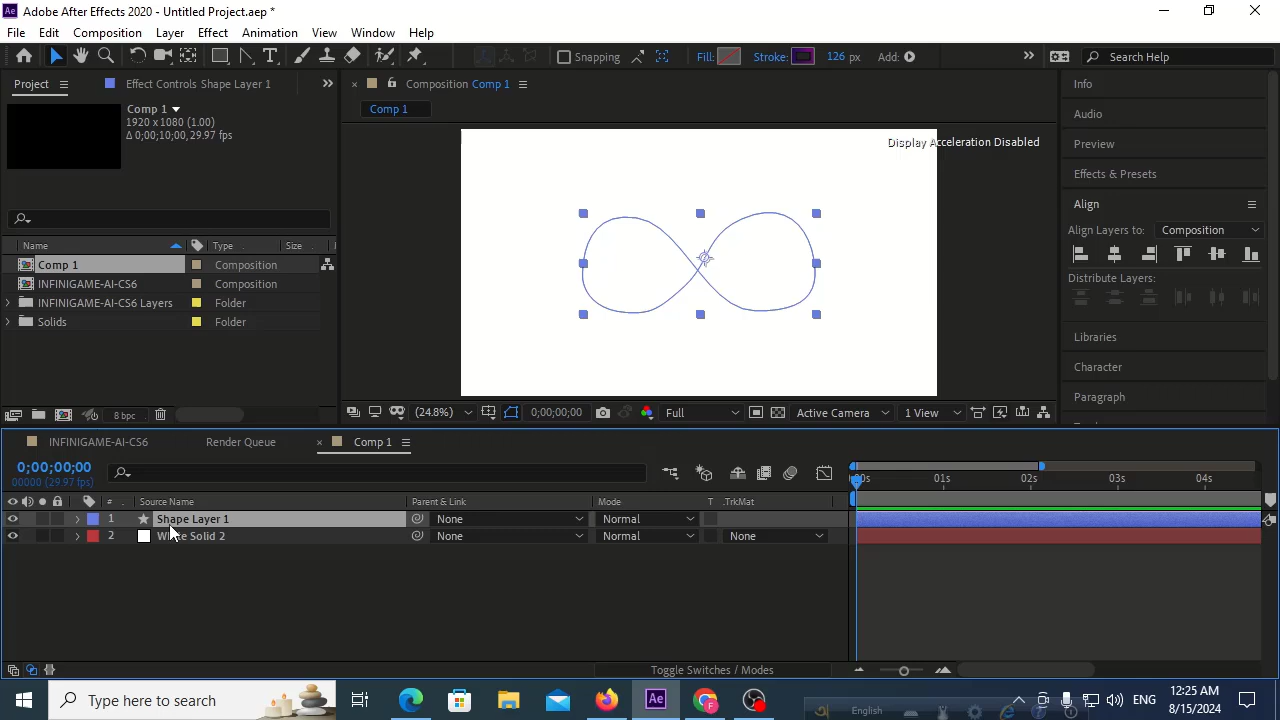 Adobe After Effects 2020 - Untitled Project.aep *
File Edit Composition Layer Effect Animation View Window Help
Snapping Fill: Stroke: 126 px Add: Search Help
Project Effect Controls Shape Layer 1 Composition Comp 1 Info
Comp 1
Comp 1
1920 x 1080 (1.00)
Δ 0;00;10;00, 29.97 fps
Audio
Display Acceleration Disabled
Preview
Effects & Presets
Align
Align Layers to: Composition
Name Type Size
Comp 1 Composition
INFINIGAME-AI-CS6 Composition
Distribute Layers:
INFINIGAME-AI-CS6 Layers Folder
Solids Folder
Libraries
Character
Paragraph
8 bpc (24.8%) 0;00;00;00 Full Active Camera 1 View
INFINIGAME-AI-CS6 Render Queue Comp 1
0;00;00;00
00000 (29.97 fps)
01s 02s 03s 04s
# Source Name Parent & Link Mode T .TrkMat
1 Shape Layer 1 None Normal
2 Solid 2 None Normal None
Toggle Switches / Modes
Type here to search
Ae
English
ENG
12:25 AM
8/15/2024